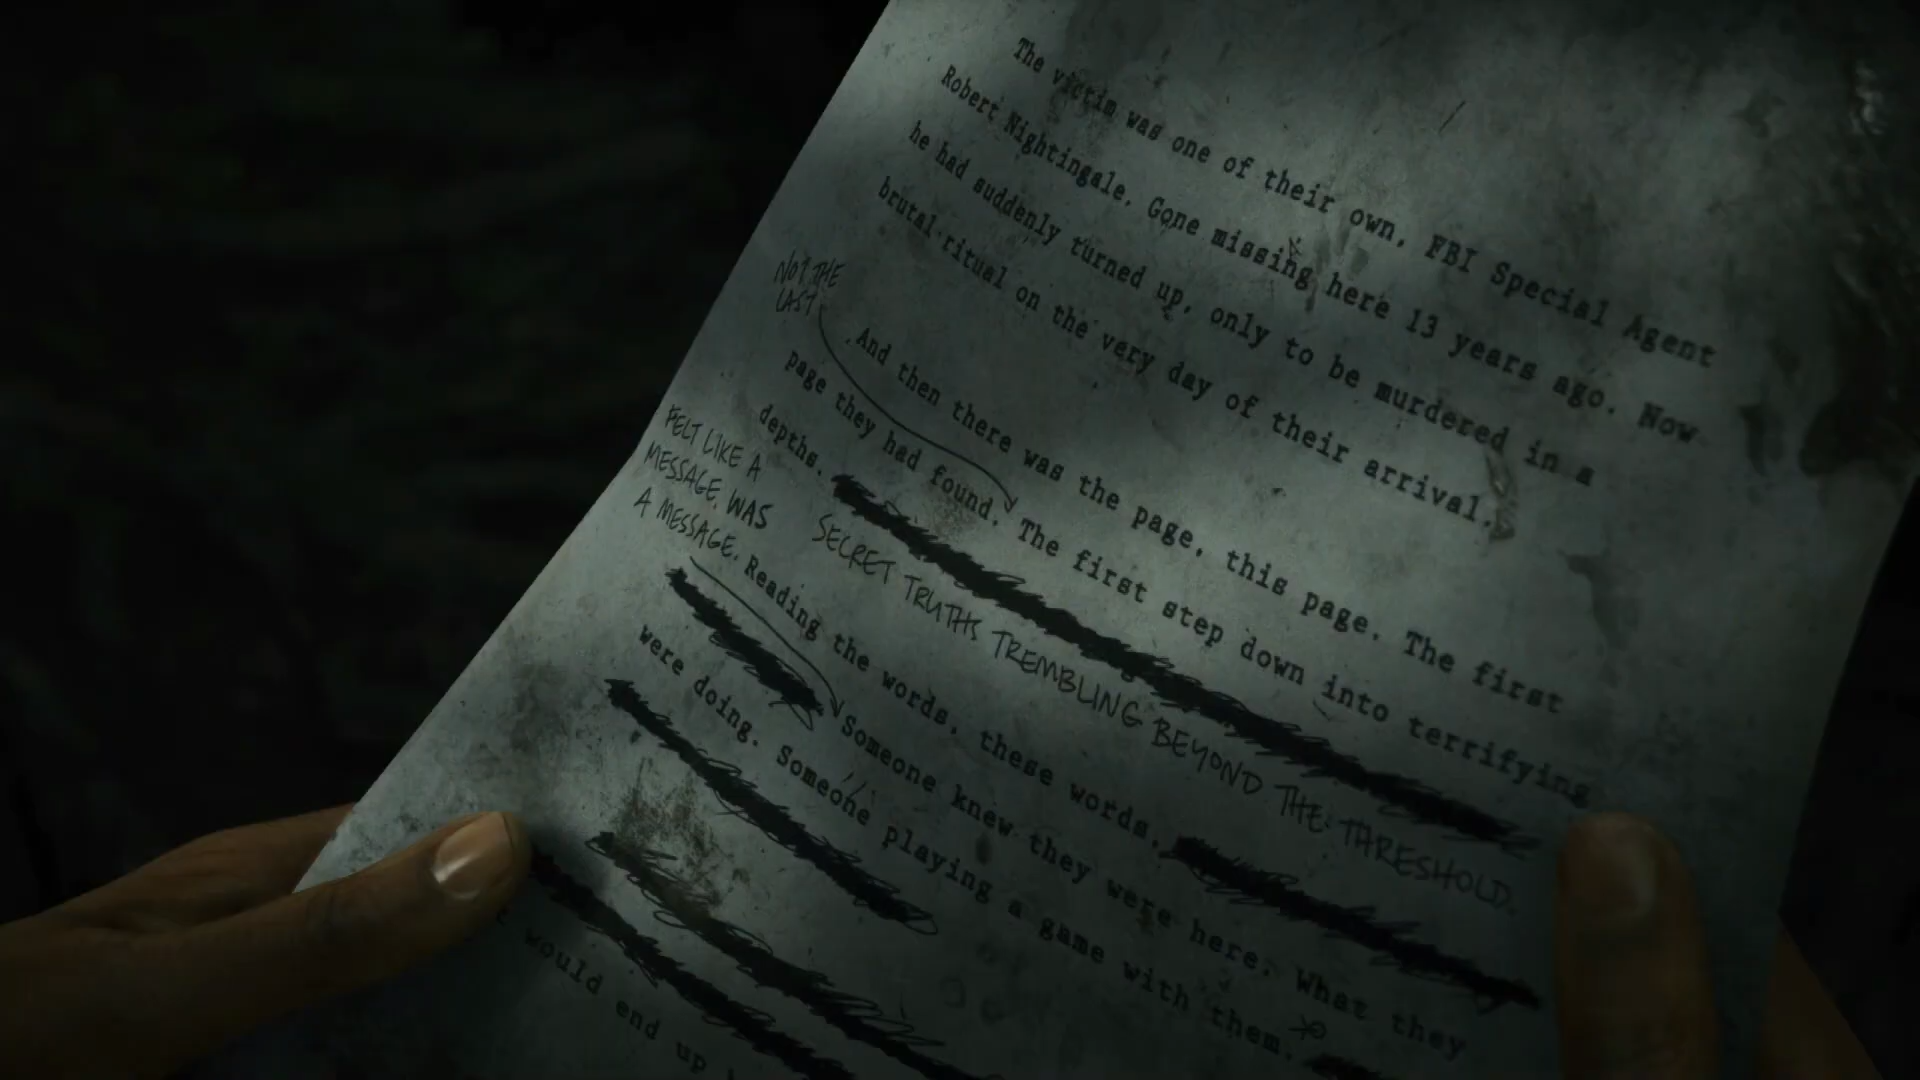 The victim was one of their own, FBI Special Agent
Robert Nightingale. Gone missing here 13 years ago. Now
he had suddenly turned up, only to be murdered in a
brutal ritual on the very day of their arrival.
NOT THE
LAST
And then there was the page, this page. The first
page they had found. The first step down into terrifying
depths.
SECRET TRUTHS TREMBLING BEYOND THE THRESHOLD.
FELT LIKE A
MESSAGE, WAS
A MESSAGE.
Reading the words, these words.
Someone knew they were here. What they
were doing. Someone playing a game with them.
would end up